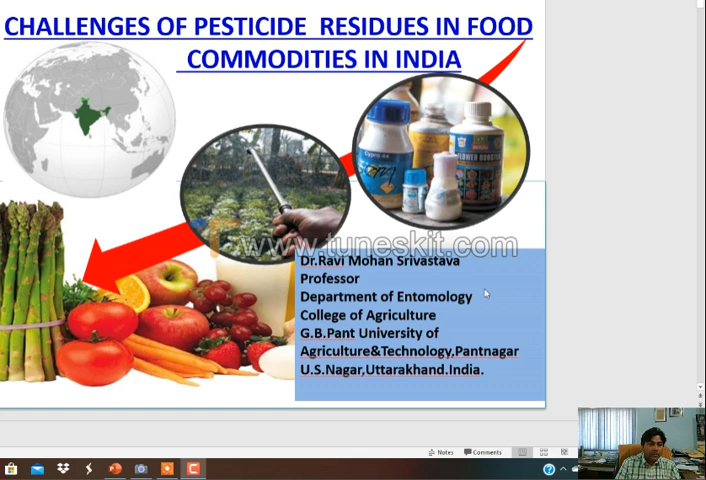 CHALLENGES OF PESTICIDE RESIDUES IN FOOD
COMMODITIES IN INDIA
www.tuneskit.com
Dr.Ravi Mohan Srivastava
Professor
Department of Entomology
College of Agriculture
G.B.Pant University of
Agriculture&Technology,Pantnagar
U.S.Nagar,Uttarakhand.India.
Notes
Comments